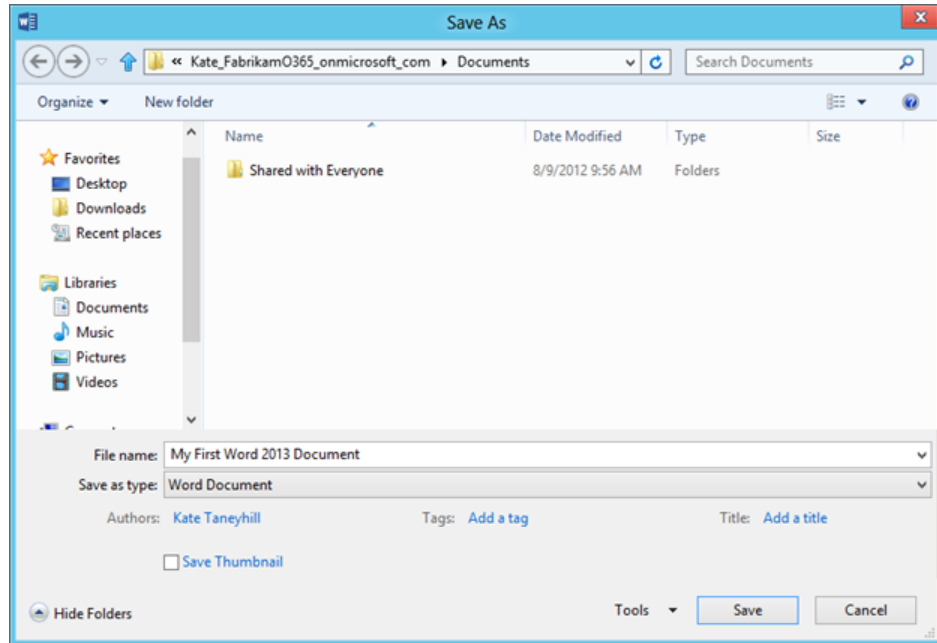 Save As
« Kate_FabrikamO365_onmicrosoft_com ▸ Documents
Search Documents
Organize
New folder
Name Date Modified Type Size
Shared with Everyone 8/9/2012 9:56 AM Folders
Favorites
Desktop
Downloads
Recent places
Libraries
Documents
Music
Pictures
Videos
File name: My First Word 2013 Document
Save as type: Word Document
Authors: Kate Taneyhill Tags: Add a tag Title: Add a title
Save Thumbnail
Hide Folders Tools Save Cancel